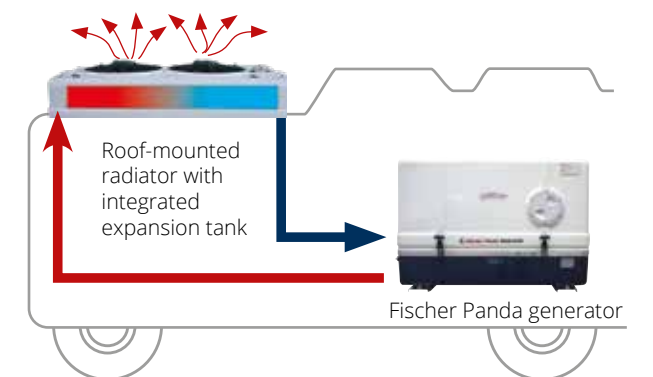 Roof-mounted
radiator with
integrated
expansion tank
Fischer Panda generator